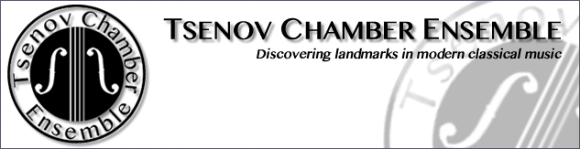 Tsenov Chamber
Ensemble
TSENOV CHAMBER ENSEMBLE
Discovering landmarks in modern classical music